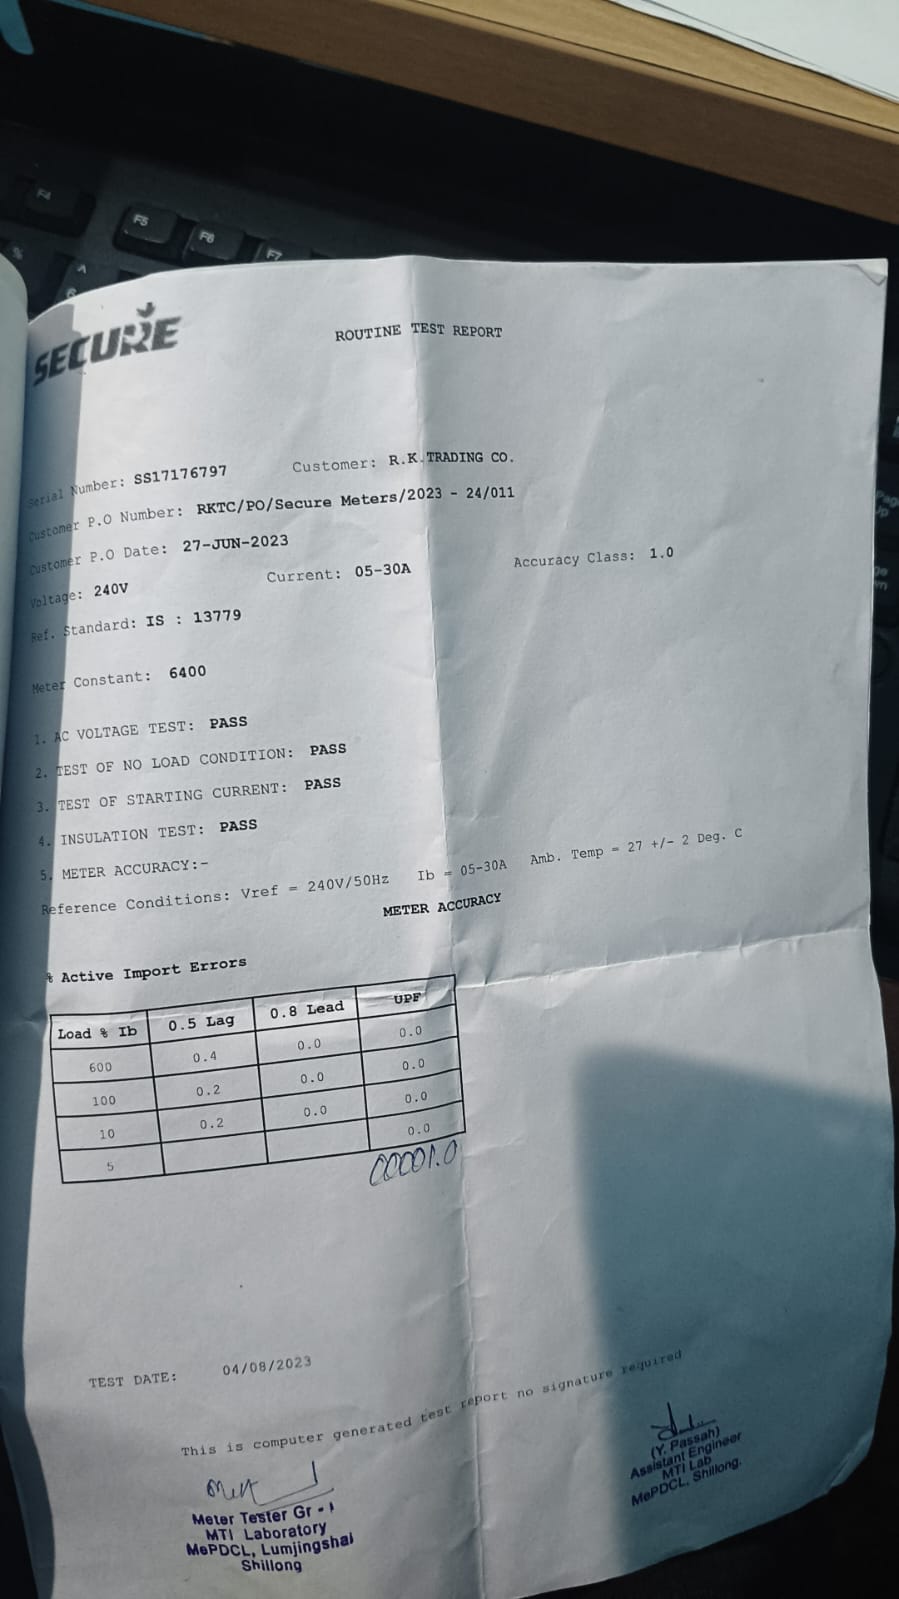 SECURE
ROUTINE TEST REPORT
Serial Number: SS17176797 Customer: R.K.TRADING CO.
Customer P.O Number: RKTC/PO/Secure Meters/2023 - 24/011
Customer P.O Date: 27-JUN-2023
Voltage: 240V Current: 05-30A Accuracy Class: 1.0
Ref. Standard: IS : 13779
Meter Constant: 6400
1. AC VOLTAGE TEST: PASS
2. TEST OF NO LOAD CONDITION: PASS
3. TEST OF STARTING CURRENT: PASS
4. INSULATION TEST: PASS
5. METER ACCURACY:-
Reference Conditions: Vref = 240V/50Hz Ib = 05-30A Amb. Temp = 27 +/- 2 Deg. C
METER ACCURACY
% Active Import Errors
Load % Ib 0.5 Lag 0.8 Lead UPF
600 0.4 0.0 0.0
100 0.2 0.0 0.0
10 0.2 0.0 0.0
5 0.0
00001.0
TEST DATE: 04/08/2023
This is computer generated test report no signature required
Meter Tester Gr - I
MTI Laboratory
MePDCL, Lumjingshai
Shillong
(Y. Passah)
Assistant Engineer
MTI Lab
MePDCL, Shillong.
F4
F5
F6
F7